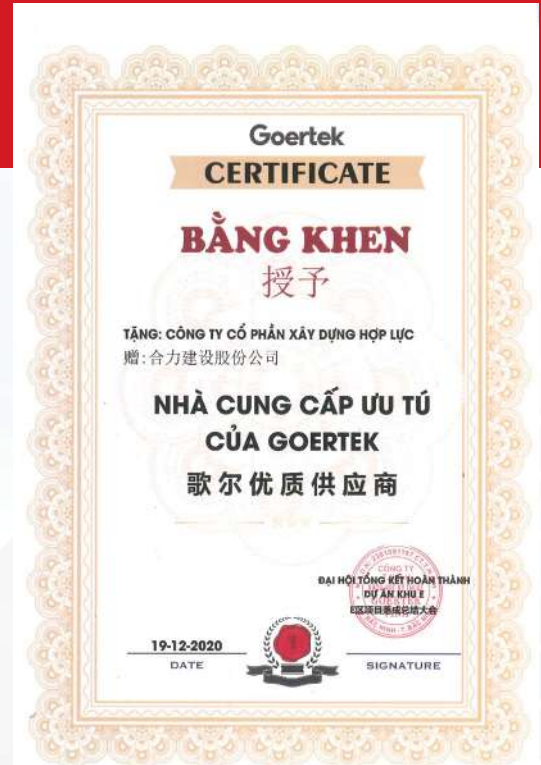 Goertek
CERTIFICATE
BẰNG KHEN
授予
TẶNG: CÔNG TY CỔ PHẦN XÂY DỰNG HỢP LỰC
赠:合力建设股份公司
NHÀ CUNG CẤP ƯU TÚ
CỦA GOERTEK
歌尔优质供应商
CÔNG TY
ĐẠI HỘI TỔNG KẾT HOÀN THÀNH
DỰ ÁN KHU E
E区项目落成总结大会
19-12-2020
DATE
SIGNATURE